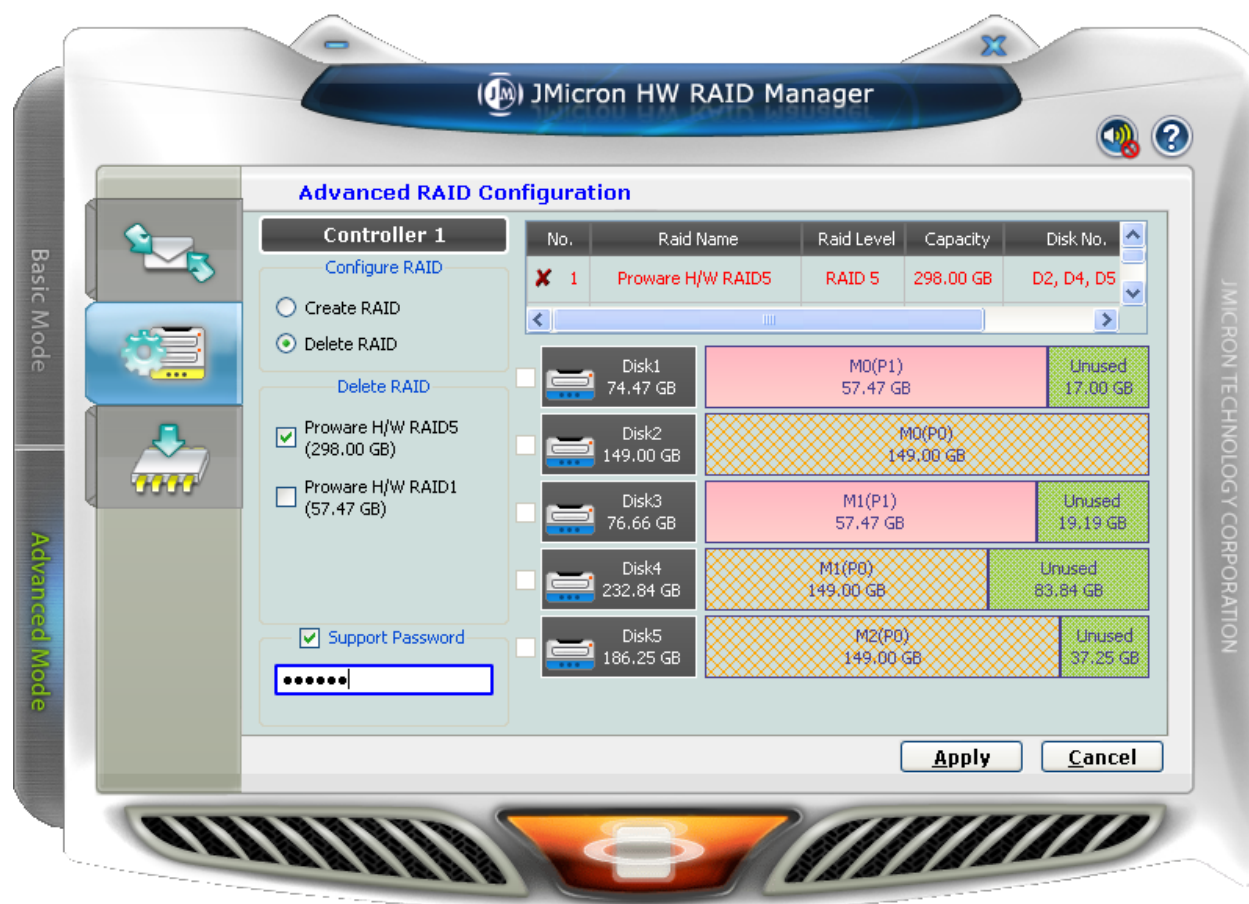 JM JMicron HW RAID Manager
Basic Mode
Advanced Mode
JMICRON TECHNOLOGY CORPORATION
Advanced RAID Configuration
Controller 1
Configure RAID
Create RAID
Delete RAID
Delete RAID
Proware H/W RAID5
(298.00 GB)
Proware H/W RAID1
(57.47 GB)
Support Password
••••••
No. Raid Name Raid Level Capacity Disk No.
1 Proware H/W RAID5 RAID 5 298.00 GB D2, D4, D5
Disk1 M0(P1) Unused
74.47 GB 57.47 GB 17.00 GB
Disk2 M0(P0)
149.00 GB 149.00 GB
Disk3 M1(P1) Unused
76.66 GB 57.47 GB 19.19 GB
Disk4 M1(P0) Unused
232.84 GB 149.00 GB 83.84 GB
Disk5 M2(P0) Unused
186.25 GB 149.00 GB 37.25 GB
Apply Cancel